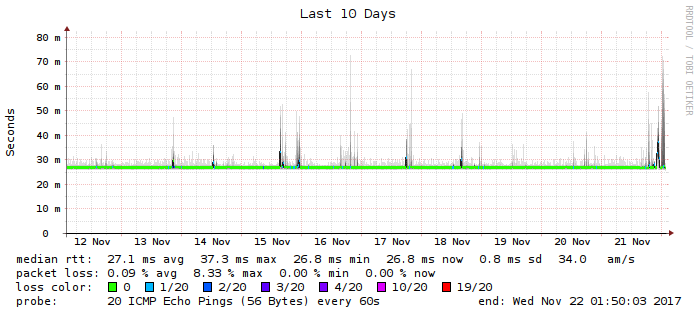 Last 10 Days
RRDTOOL / TOBI OETIKER
Seconds
80 m
70 m
60 m
50 m
40 m
30 m
20 m
10 m
0
12 Nov 13 Nov 14 Nov 15 Nov 16 Nov 17 Nov 18 Nov 19 Nov 20 Nov 21 Nov
median rtt: 27.1 ms avg 37.3 ms max 26.8 ms min 26.8 ms now 0.8 ms sd 34.0 am/s
packet loss: 0.09 % avg 8.33 % max 0.00 % min 0.00 % now
loss color: 0 1/20 2/20 3/20 4/20 10/20 19/20
probe: 20 ICMP Echo Pings (56 Bytes) every 60s end: Wed Nov 22 01:50:03 2017